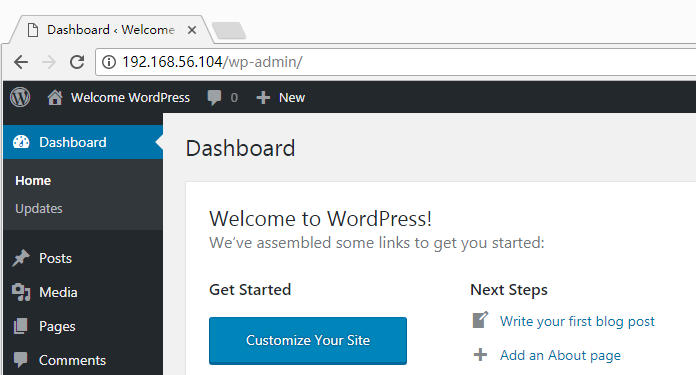 Dashboard ‹ Welcome
192.168.56.104/wp-admin/
Welcome WordPress 0 New
Dashboard
Home
Updates
Posts
Media
Pages
Comments
Dashboard
Welcome to WordPress!
We've assembled some links to get you started:
Get Started
Customize Your Site
Next Steps
Write your first blog post
Add an About page